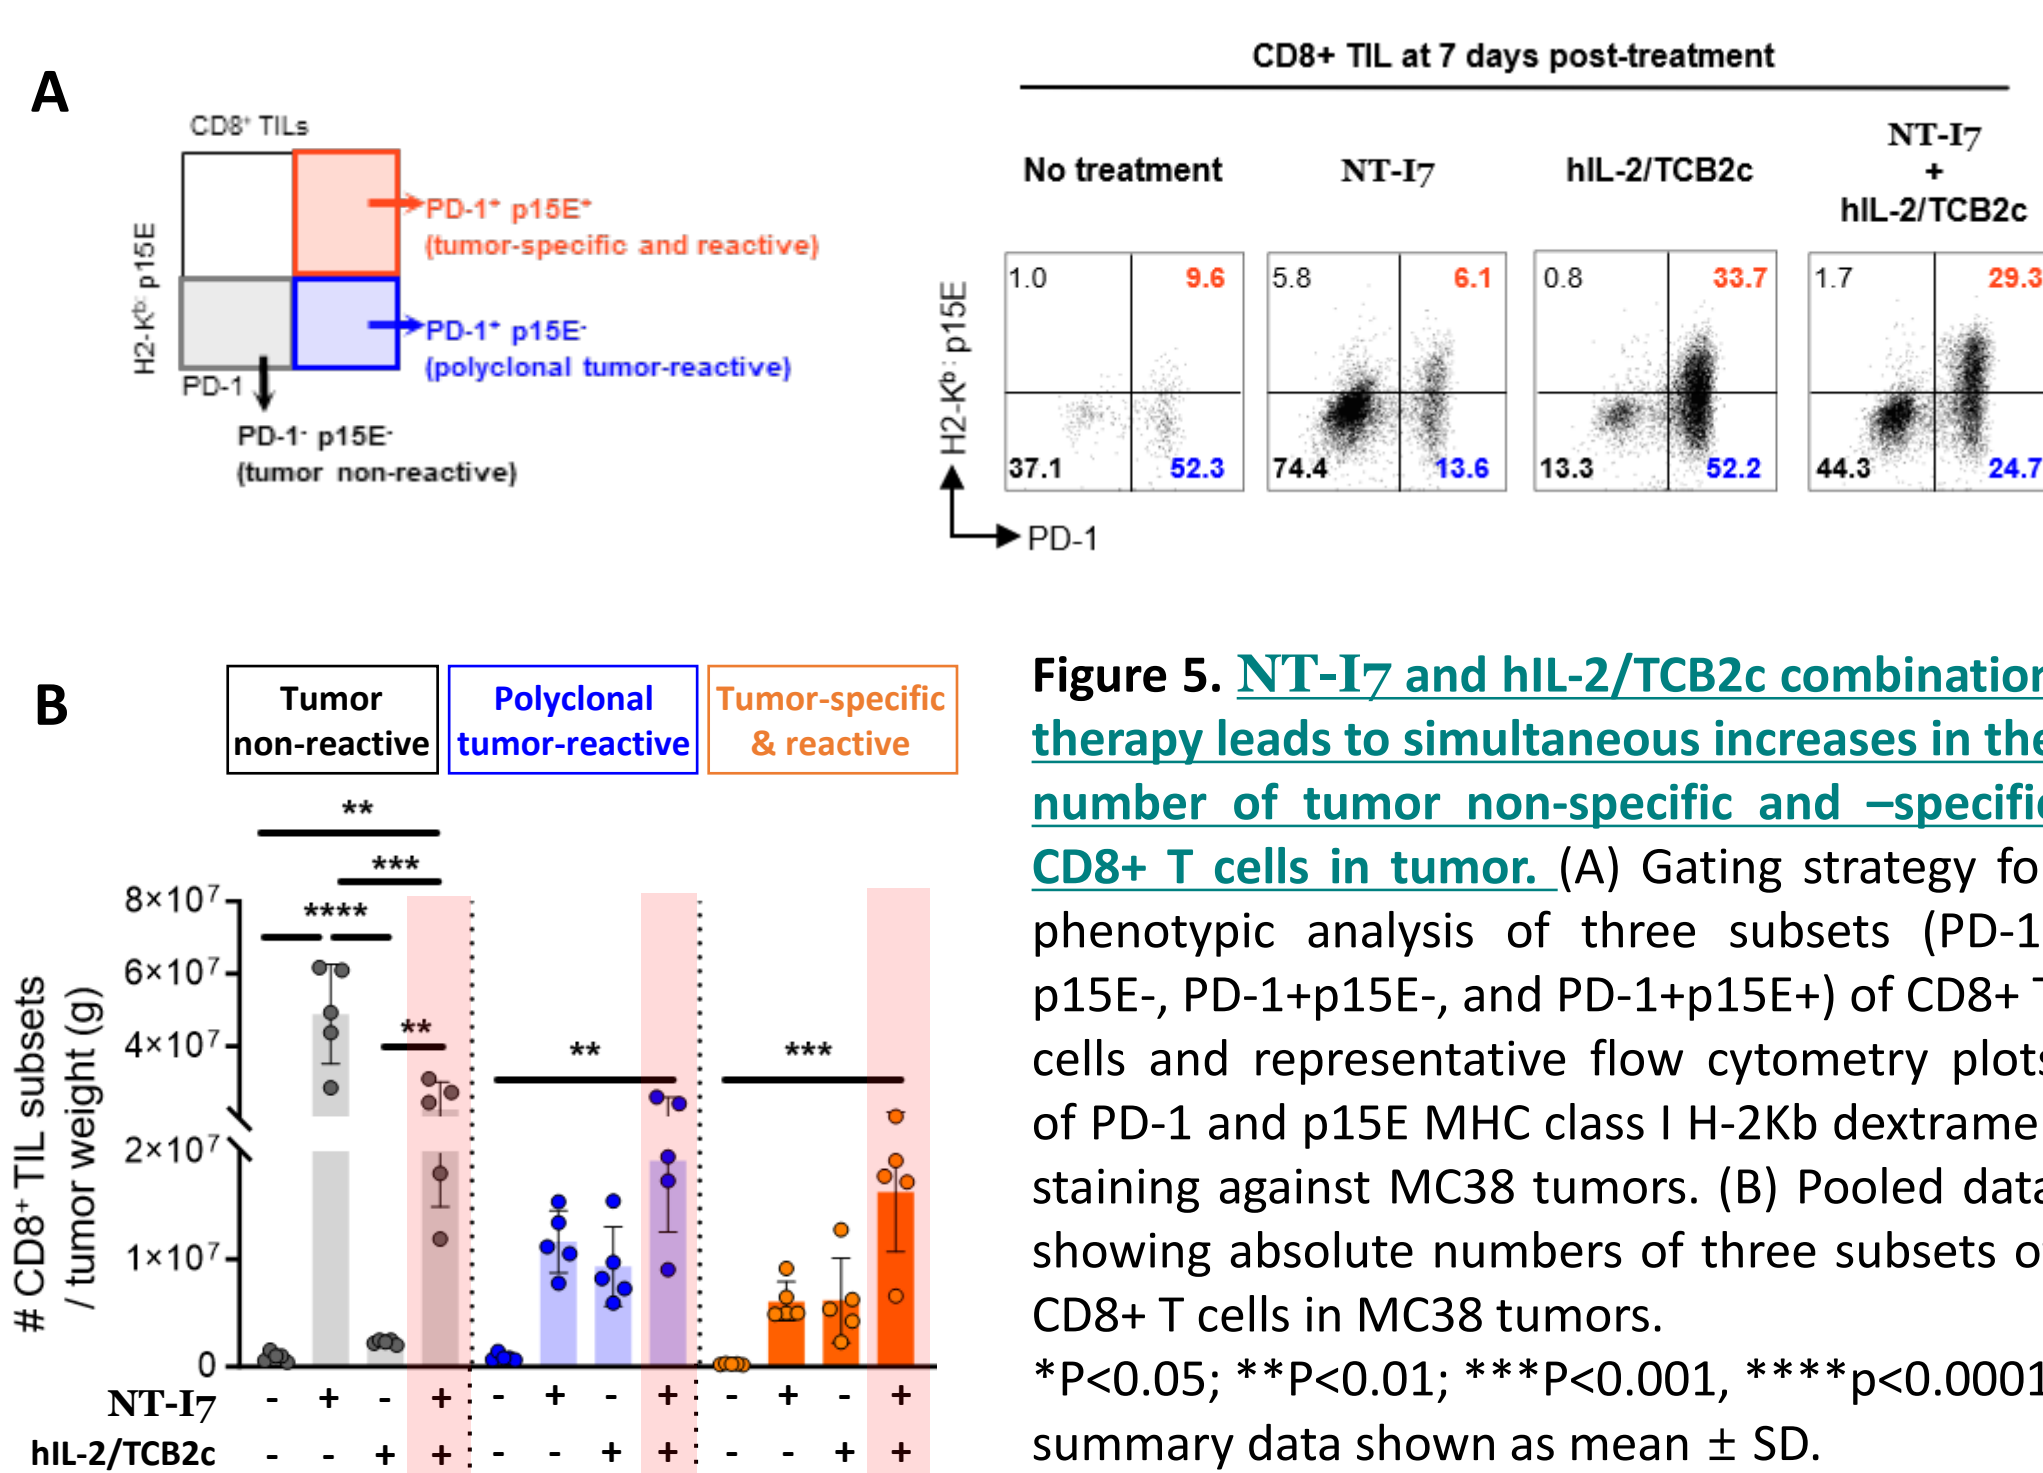 A
CD8+ TILs
H2-Kb: p15E
PD-1+ p15E+
(tumor-specific and reactive)
PD-1+ p15E-
(polyclonal tumor-reactive)
PD-1
PD-1- p15E-
(tumor non-reactive)
CD8+ TIL at 7 days post-treatment
No treatment
NT-I7
hIL-2/TCB2c
NT-I7
+
hIL-2/TCB2c
1.0 9.6
37.1 52.3
5.8 6.1
74.4 13.6
0.8 33.7
13.3 52.2
1.7 29.3
44.3 24.7
H2-Kb: p15E
PD-1
B
Tumor
non-reactive
Polyclonal
tumor-reactive
Tumor-specific
& reactive
**
***
****
**
**
***
# CD8+ TIL subsets
/ tumor weight (g)
8×10⁷
6×10⁷
4×10⁷
2×10⁷
1×10⁷
0
NT-I7 - + - + - + - + - + - +
hIL-2/TCB2c - - + + - - + + - - + +
Figure 5. NT-I7 and hIL-2/TCB2c combination
therapy leads to simultaneous increases in the
number of tumor non-specific and –specific
CD8+ T cells in tumor. (A) Gating strategy for
phenotypic analysis of three subsets (PD-1-
p15E-, PD-1+p15E-, and PD-1+p15E+) of CD8+ T
cells and representative flow cytometry plots
of PD-1 and p15E MHC class I H-2Kb dextramer
staining against MC38 tumors. (B) Pooled data
showing absolute numbers of three subsets of
CD8+ T cells in MC38 tumors.
*P<0.05; **P<0.01; ***P<0.001, ****p<0.0001
summary data shown as mean ± SD.